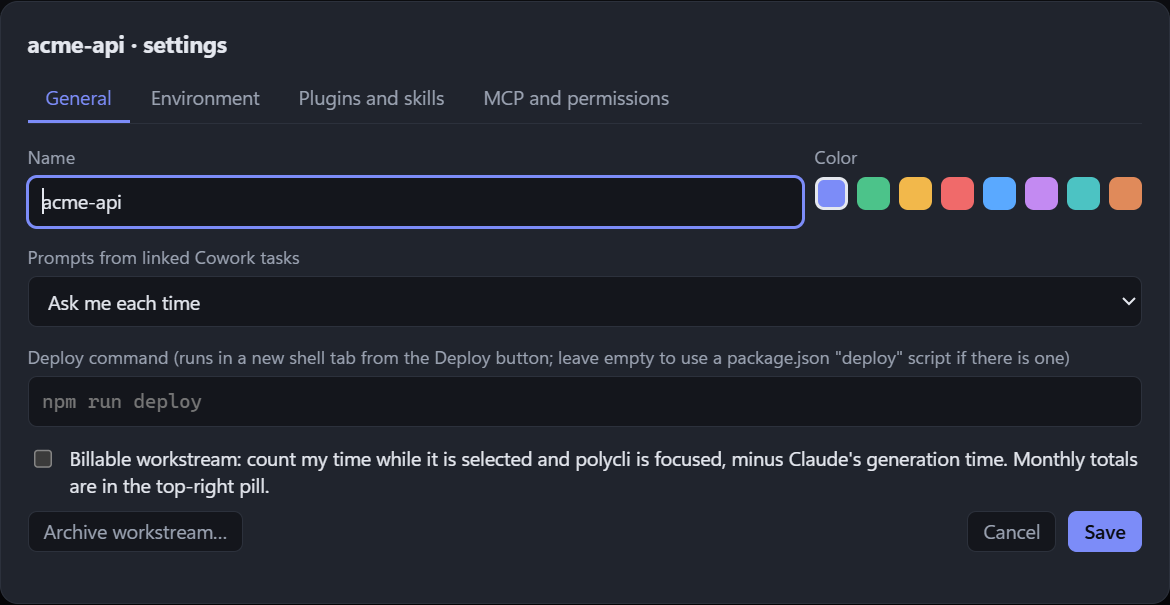 acme-api · settings
General Environment Plugins and skills MCP and permissions
Name Color
acme-api
Prompts from linked Cowork tasks
Ask me each time
Deploy command (runs in a new shell tab from the Deploy button; leave empty to use a package.json "deploy" script if there is one)
npm run deploy
Billable workstream: count my time while it is selected and polycli is focused, minus Claude's generation time. Monthly totals
are in the top-right pill.
Archive workstream... Cancel Save